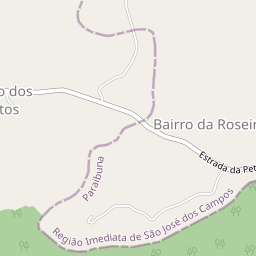 o dos
tos
Bairro da Rosei
Estrada da Pet
Paraibuna
Região Imediata de São José dos Campos